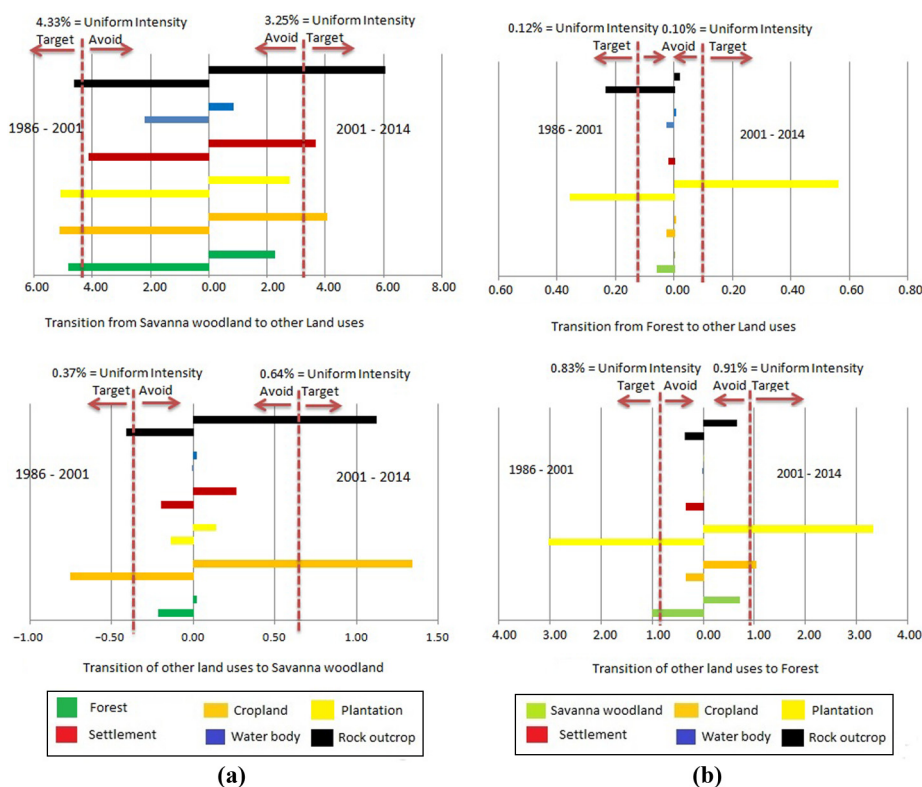 4.33% = Uniform Intensity
3.25% = Uniform Intensity
Target Avoid
Avoid Target
1986 - 2001
2001 - 2014
6.00 4.00 2.00 0.00 2.00 4.00 6.00 8.00
Transition from Savanna woodland to other Land uses
0.12% = Uniform Intensity
0.10% = Uniform Intensity
Target Avoid Target
1986 - 2001
2001 - 2014
0.60 0.40 0.20 0.00 0.20 0.40 0.60 0.80
Transition from Forest to other Land uses
0.37% = Uniform Intensity
0.64% = Uniform Intensity
Target Avoid
Avoid Target
1986 - 2001
2001 - 2014
−1.00 0.50 0.00 0.50 1.00 1.50
Transition of other land uses to Savanna woodland
0.83% = Uniform Intensity
0.91% = Uniform Intensity
Target Avoid
Avoid Target
1986 - 2001
2001 - 2014
4.00 3.00 2.00 1.00 0.00 1.00 2.00 3.00 4.00
Transition of other land uses to Forest
Forest Cropland Plantation
Settlement Water body Rock outcrop
(a)
Savanna woodland Cropland Plantation
Settlement Water body Rock outcrop
(b)